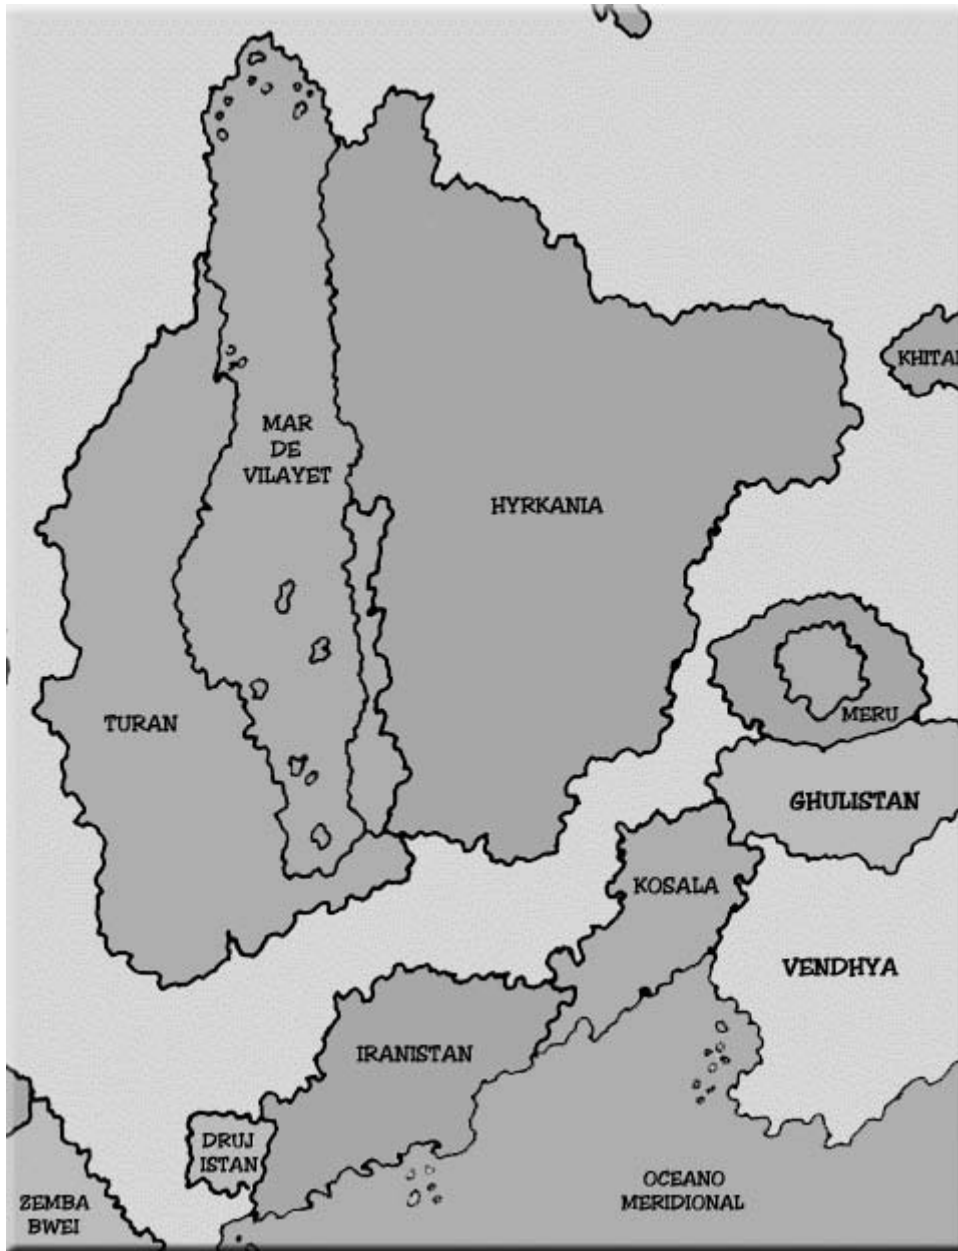 KHITAI
MAR
DE
VILAYET
HYRKANIA
MERU
TURAN
GHULISTAN
KOSALA
VENDHYA
IRANISTAN
DRUJ
ISTAN
OCEANO
MERIDIONAL
ZEMBA
BWEI